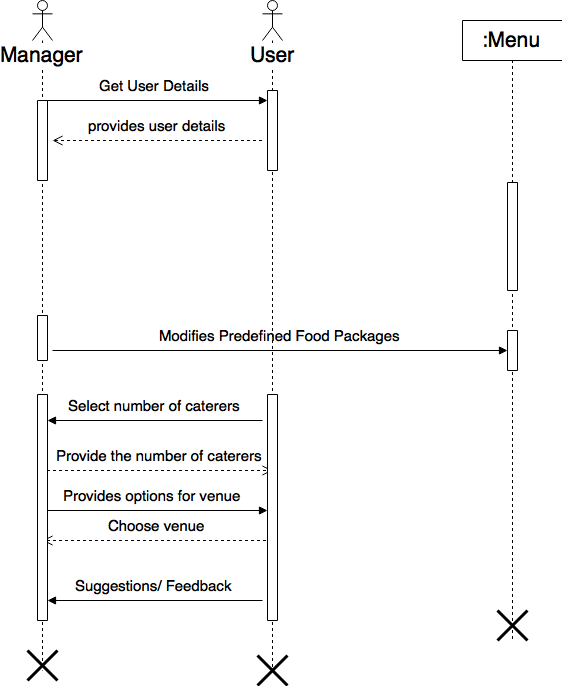 Manager
User
:Menu
Get User Details
provides user details
Modifies Predefined Food Packages
Select number of caterers
Provide the number of caterers
Provides options for venue
Choose venue
Suggestions/ Feedback